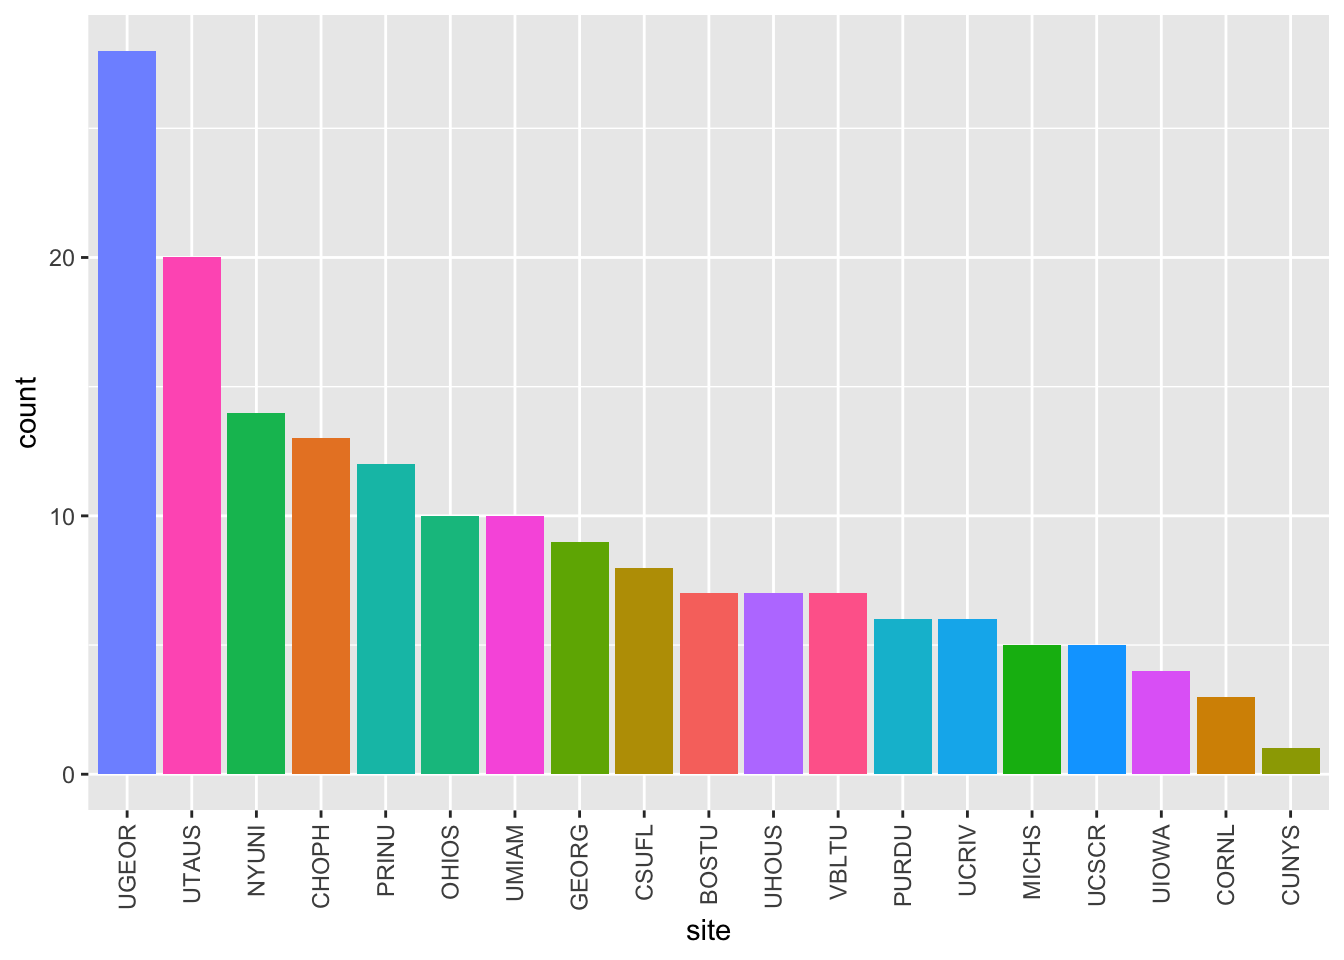 count
20
10
0
UGEOR
UTAUS
NYUNI
CHOPH
PRINU
OHIOS
UMIAM
GEORG
CSUFL
BOSTU
UHOUS
VBLTU
PURDU
UCRIV
MICHS
UCSCR
UIOWA
CORNL
CUNYS
site